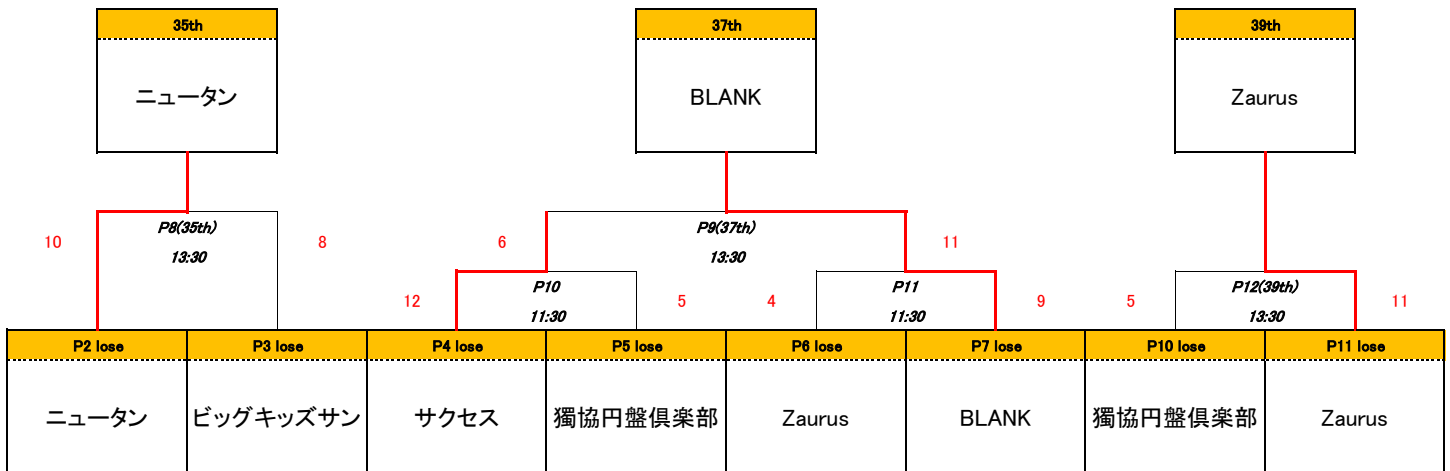 35th
37th
39th
ニュータン
BLANK
Zaurus
P8(35th)
P9(37th)
10
8
6
11
13:30
13:30
P10
P11
P12(39th)
12
5
4
9
5
11
11:30
11:30
13:30
P2 lose
P3 lose
P4 lose
P5 lose
P6 lose
P7 lose
P10 lose
P11 lose
ニュータン
ビッグキッズサン
サクセス
獨協円盤倶楽部
Zaurus
BLANK
獨協円盤倶楽部
Zaurus